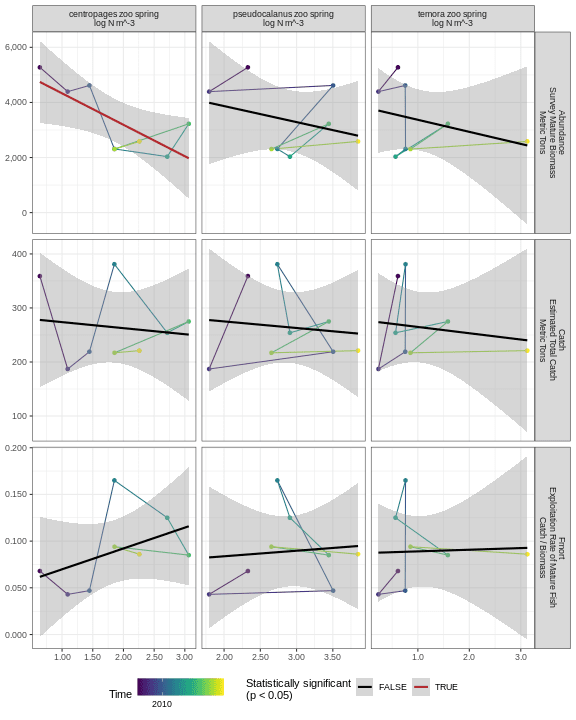 centropages zoo spring
log N m^-3
pseudocalanus zoo spring
log N m^-3
temora zoo spring
log N m^-3
6,000
4,000
2,000
0
Abundance
Survey Mature Biomass
Metric Tons
400
300
200
100
Catch
Estimated Total Catch
Metric Tons
0.200
0.150
0.100
0.050
0.000
Fmort
Exploitation Rate of Mature Fish
Catch / Biomass
1.00
1.50
2.00
2.50
3.00
2.00
2.50
3.00
3.50
1.0
2.0
3.0
Time
2010
Statistically significant
(p < 0.05)
FALSE
TRUE